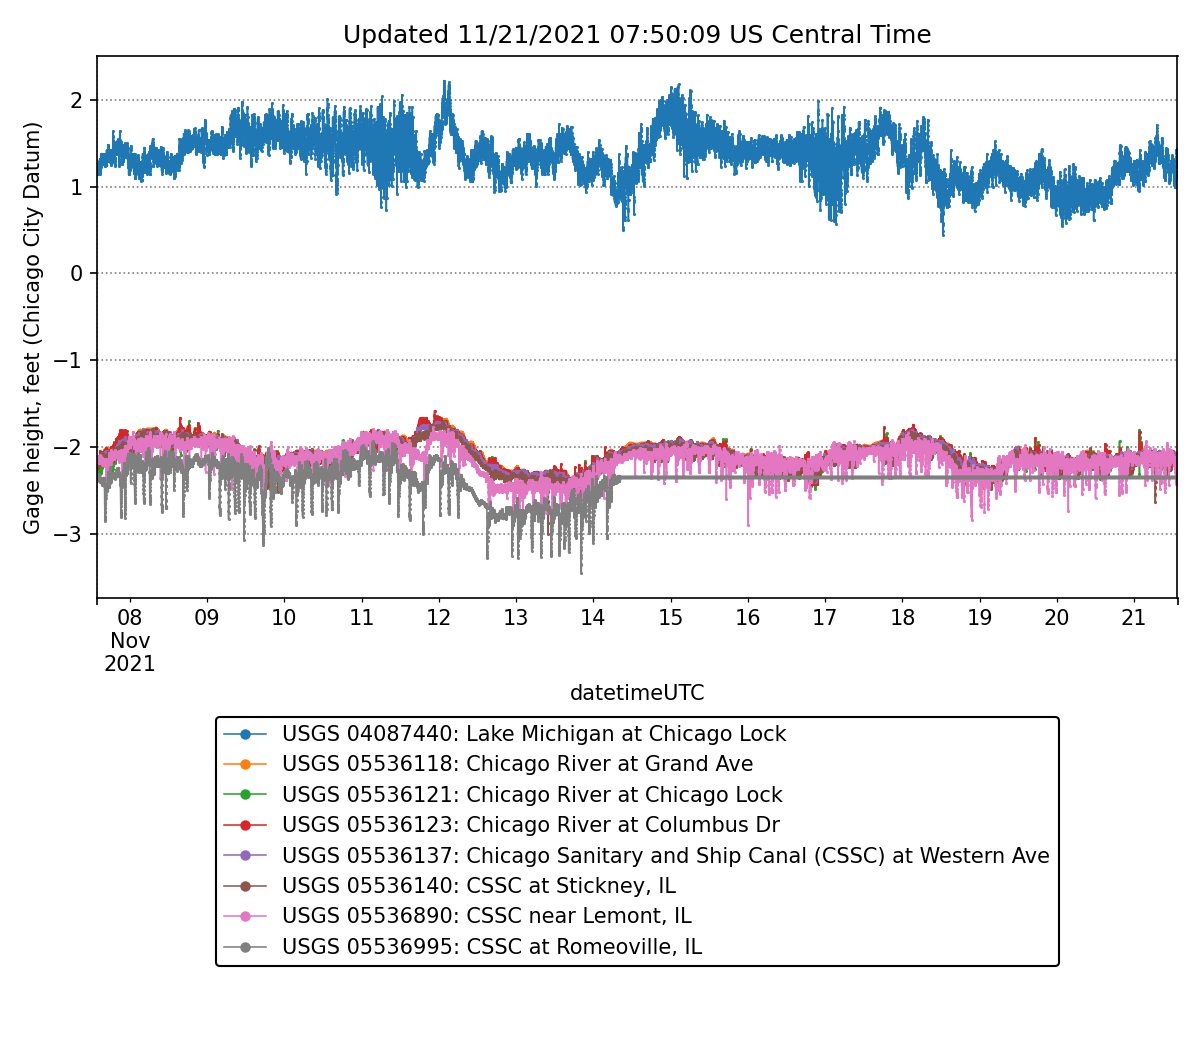 Updated 11/21/2021 07:50:09 US Central Time
Gage height, feet (Chicago City Datum)
2
1
0
−1
−2
−3
08 09 10 11 12 13 14 15 16 17 18 19 20 21
Nov
2021
datetimeUTC
USGS 04087440: Lake Michigan at Chicago Lock
USGS 05536118: Chicago River at Grand Ave
USGS 05536121: Chicago River at Chicago Lock
USGS 05536123: Chicago River at Columbus Dr
USGS 05536137: Chicago Sanitary and Ship Canal (CSSC) at Western Ave
USGS 05536140: CSSC at Stickney, IL
USGS 05536890: CSSC near Lemont, IL
USGS 05536995: CSSC at Romeoville, IL